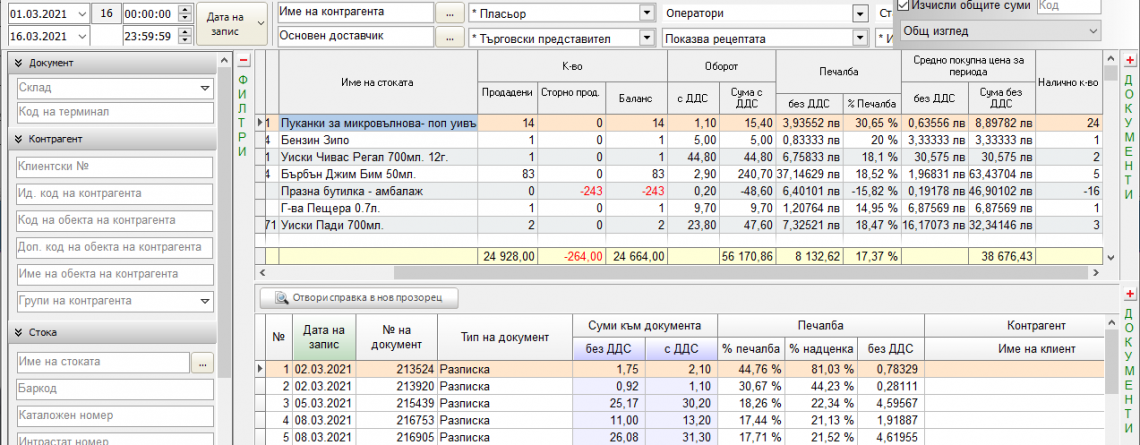 01.03.2021 16 00:00:00 Дата на запис Име на контрагента ... * Пласьор Оператори Изчисли общите суми Код
16.03.2021 23:59:59 Основен доставчик ... * Търговски представител Показва рецептата Общ изглед
Документ
Склад
Код на терминал
Контрагент
Клиентски №
Ид. код на контрагента
Код на обекта на контрагента
Доп. код на обекта на контрагента
Име на обекта на контрагента
Групи на контрагента
Стока
Име на стоката ...
Баркод
Каталожен номер
Интрастат номер
ФИЛТРИ
Име на стоката К-во Оборот Печалба Средно покупна цена за периода Налично к-во
Продадени Сторно прод. Баланс с ДДС Сума с ДДС без ДДС % Печалба без ДДС Сума без ДДС
1 Пуканки за микровълнова- поп уивъ 14 0 14 1,10 15,40 3,93552 лв 30,65 % 0,63556 лв 8,89782 лв 24
4 Бензин Зипо 1 0 1 5,00 5,00 0,83333 лв 20 % 3,33333 лв 3,33333 лв 1
1 Уиски Чивас Регал 700мл. 12г. 1 0 1 44,80 44,80 6,75833 лв 18,1 % 30,575 лв 30,575 лв 2
4 Бърбън Джим Бим 50мл. 83 0 83 2,90 240,70 37,14629 лв 18,52 % 1,96831 лв 63,43704 лв 5
Празна бутилка - амбалаж 0 -243 -243 0,20 -48,60 6,40101 лв -15,82 % 0,19178 лв 46,90102 лв -16
Г-ва Пещера 0.7л. 1 0 1 9,70 9,70 1,20764 лв 14,95 % 6,87569 лв 6,87569 лв 1
71 Уиски Пади 700мл. 2 0 2 23,80 47,60 7,32521 лв 18,47 % 16,17073 лв 32,34146 лв 3
24 928,00 -264,00 24 664,00 56 170,86 8 132,62 17,37 % 38 676,43
ДОКУМЕНТИ
Отвори справка в нов прозорец
№ Дата на запис № на документ Тип на документ Суми към документа Печалба Контрагент
без ДДС с ДДС % печалба % надценка без ДДС Име на клиент
1 02.03.2021 213524 Разписка 1,75 2,10 44,76 % 81,03 % 0,78329
2 02.03.2021 213920 Разписка 0,92 1,10 30,67 % 44,23 % 0,28111
3 05.03.2021 215439 Разписка 25,17 30,20 18,26 % 22,34 % 4,59567
4 08.03.2021 216753 Разписка 11,00 13,20 17,44 % 21,13 % 1,91887
5 08.03.2021 216905 Разписка 26,08 31,30 17,71 % 21,52 % 4,61955
ДОКУМЕНТИ